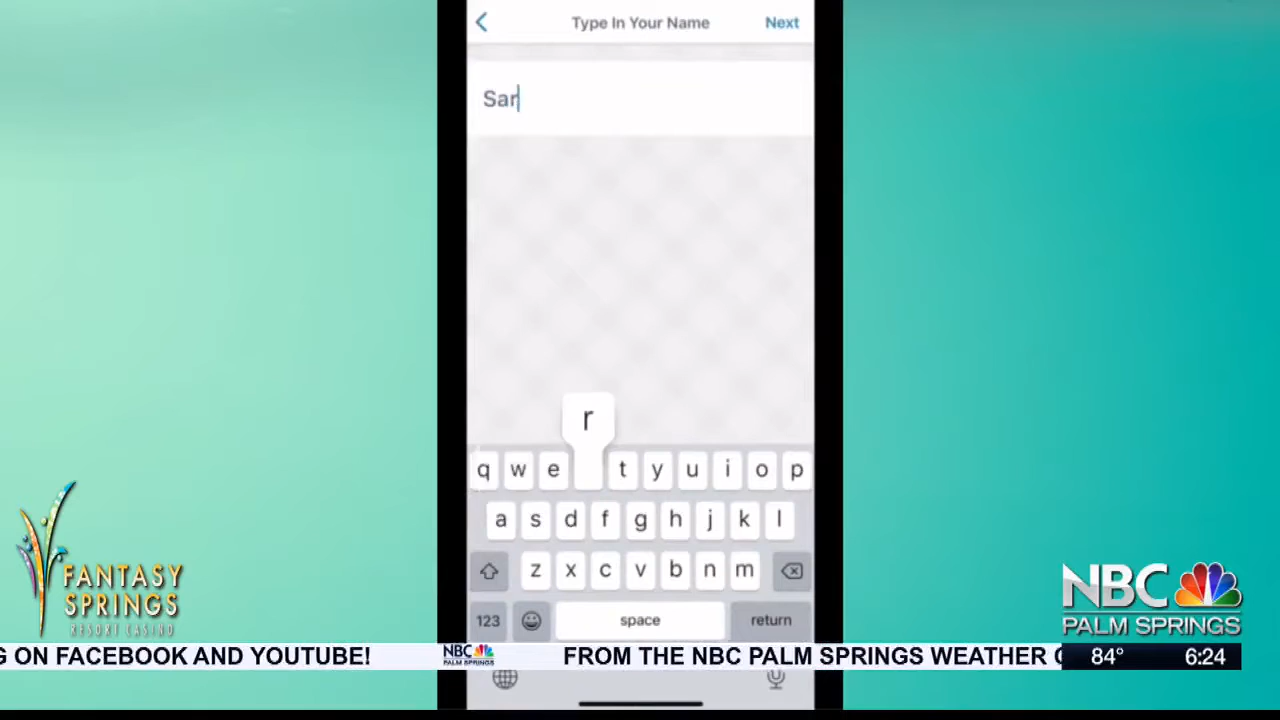 Type In Your Name
Next
Sar
r
q w e t y u i o p
a s d f g h j k l
z x c v b n m
123
space
return
FANTASY
SPRINGS
RESORT CASINO
NBC
PALM SPRINGS
G ON FACEBOOK AND YOUTUBE!
NBC
PALM SPRINGS
FROM THE NBC PALM SPRINGS WEATHER
84°
6:24